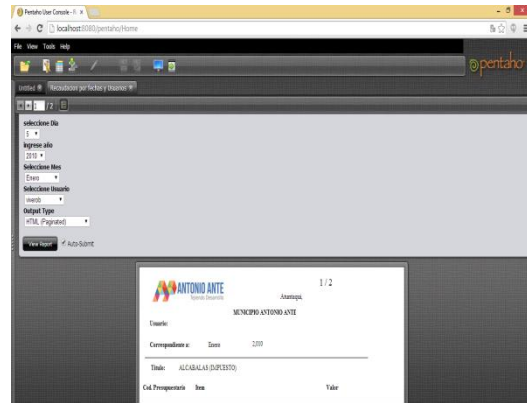 Pentaho User Console - R
localhost:8080/pentaho/Home
File View Tools Help
pentaho
Untitled
Recaudacion por fechas y Usuarios
1 / 2
seleccione Dia
5
ingrese año
2010
Seleccione Mes
Enero
Seleccione Usuario
riverob
Output Type
HTML (Paginated)
View Report
Auto-Submit
1 / 2
ANTONIO ANTE
Tejiendo Desarrollo
Atuntaqui,
MUNICIPIO ANTONIO ANTE
Usuario:
Correspondiente a: Enero 2,010
Título: ALCABALAS (IMPUESTO)
Cod. Presupuestario Item Valor